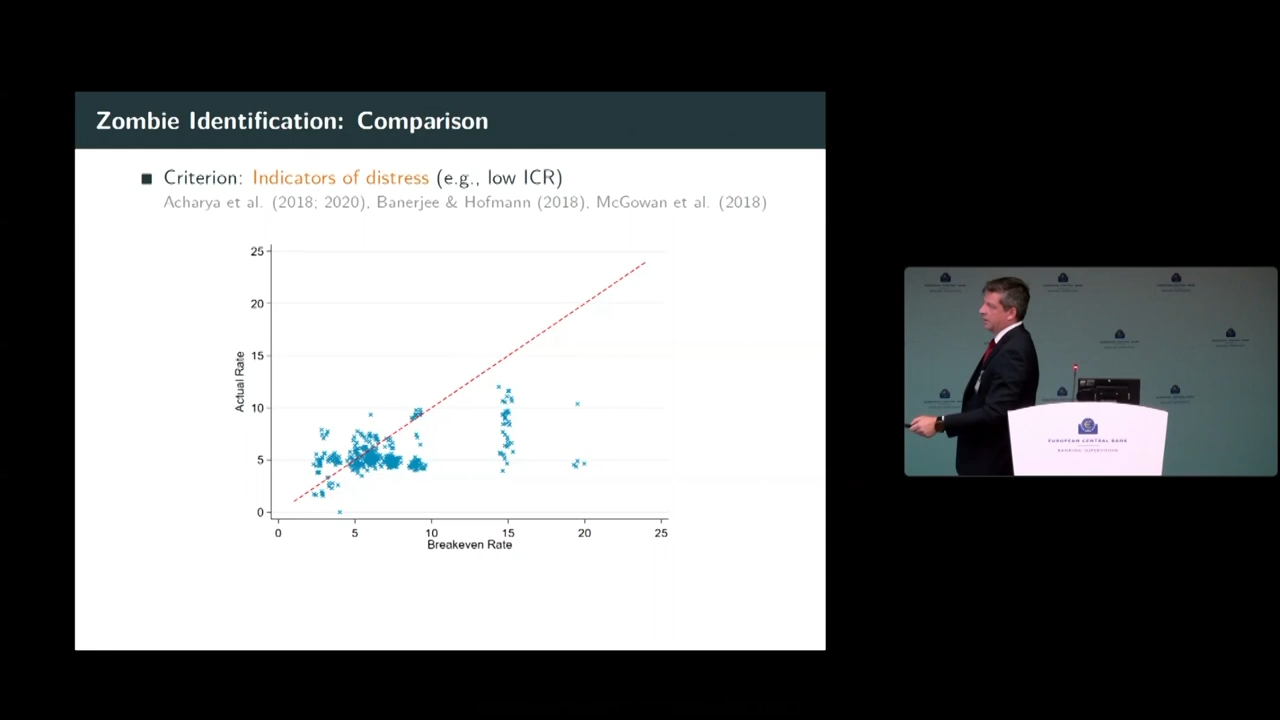 Zombie Identification: Comparison
Criterion: Indicators of distress (e.g., low ICR)
Acharya et al. (2018; 2020), Banerjee & Hofmann (2018), McGowan et al. (2018)
25
20
15
10
5
0
Actual Rate
0 5 10 15 20 25
Breakeven Rate
EUROPEAN CENTRAL BANK
BANKING SUPERVISION